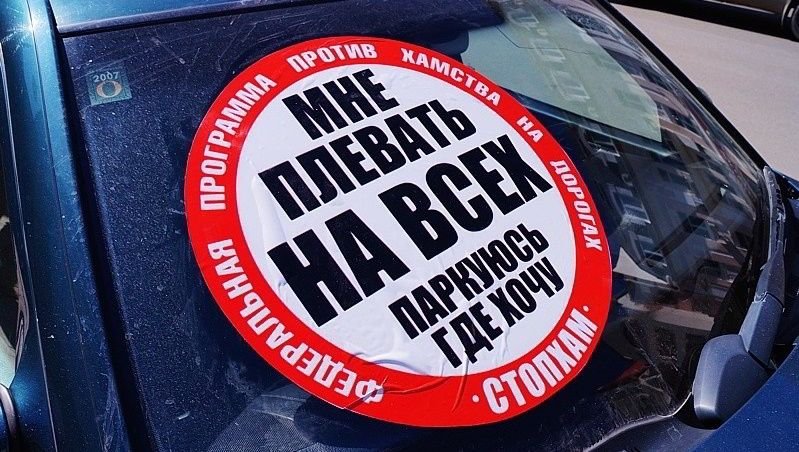 ФЕДЕРАЛЬНАЯ ПРОГРАММА ПРОТИВ ХАМСТВА НА ДОРОГАХ
МНЕ
ПЛЕВАТЬ
НА ВСЕХ
ПАРКУЮСЬ
ГДЕ ХОЧУ
· СТОПХАМ ·
2007